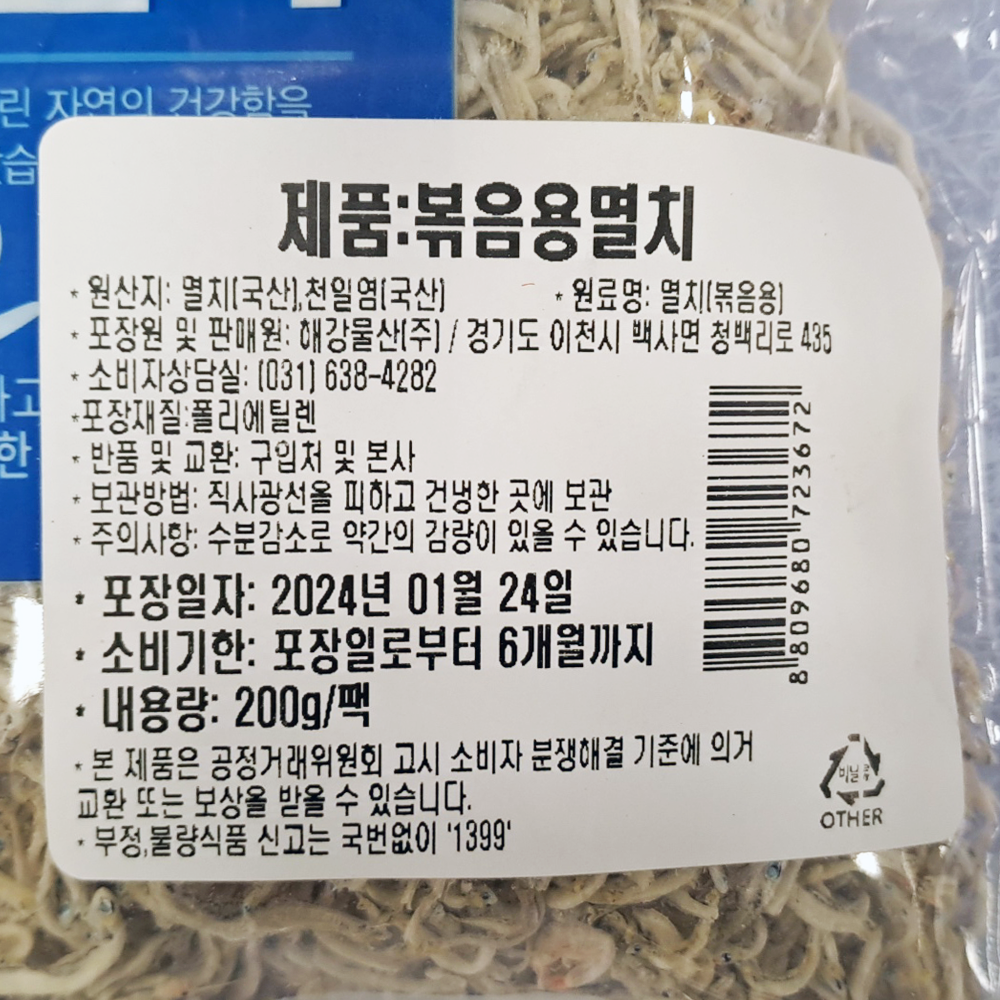 린 자연의 건강함을
습
제품:볶음용멸치
* 원산지: 멸치(국산),천일염(국산) * 원료명: 멸치(볶음용)
* 포장원 및 판매원: 해강물산(주) / 경기도 이천시 백사면 청백리로 435
* 소비자상담실: (031) 638-4282
*포장재질:폴리에틸렌
* 반품 및 교환: 구입처 및 본사
* 보관방법: 직사광선을 피하고 건냉한 곳에 보관
* 주의사항: 수분감소로 약간의 감량이 있을 수 있습니다.
* 포장일자: 2024년 01월 24일
* 소비기한: 포장일로부터 6개월까지
* 내용량: 200g/팩
* 본 제품은 공정거래위원회 고시 소비자 분쟁해결 기준에 의거
교환 또는 보상을 받을 수 있습니다.
* 부정,불량식품 신고는 국번없이 '1399'
8 809680 723672
비닐류
OTHER
고
한